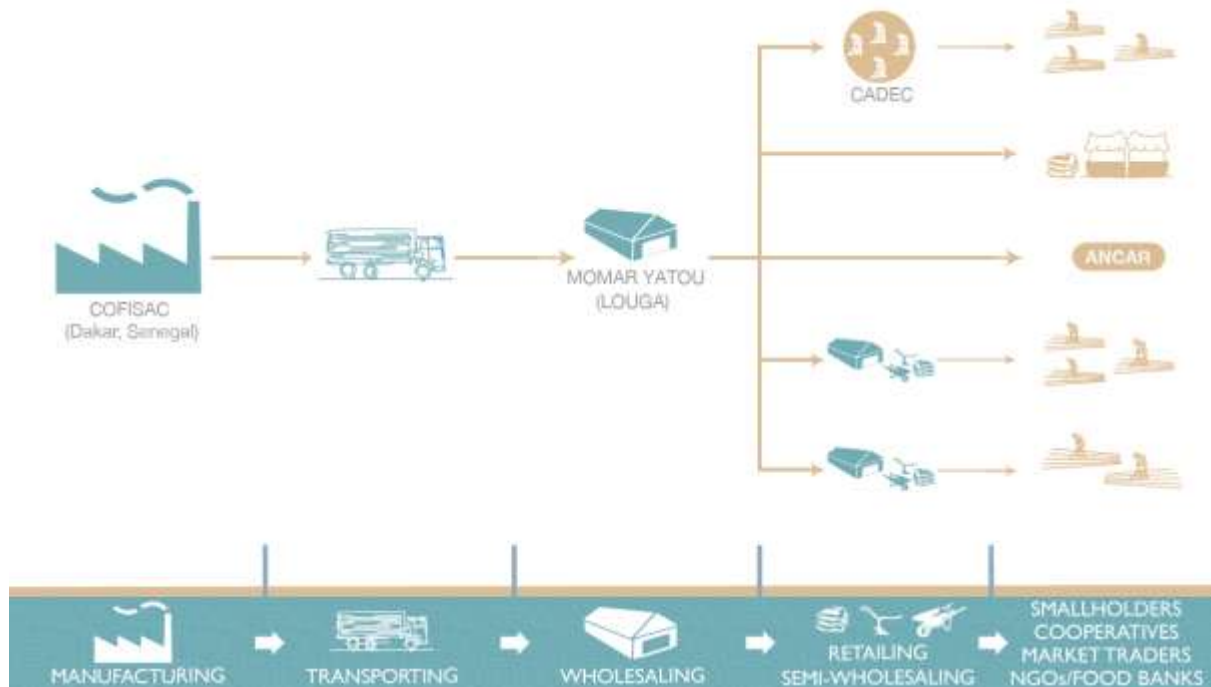 CADEC
ANCAR
MOMAR YATOU
(LOUGA)
COFISAC
(Dakar, Senegal)
MANUFACTURING
TRANSPORTING
WHOLESALING
RETAILING
SEMI-WHOLESALING
SMALLHOLDERS
COOPERATIVES
MARKET TRADERS
NGOs/FOOD BANKS